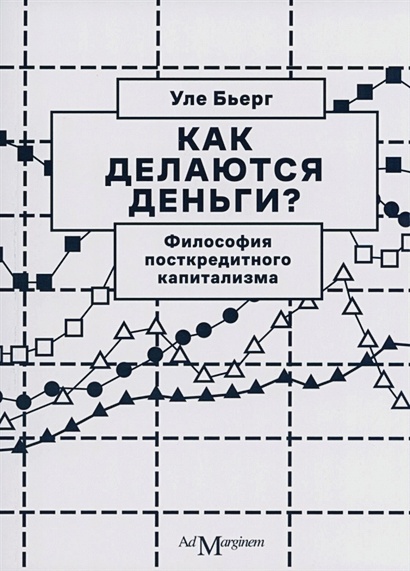 Уле Бьерг
КАК
ДЕЛАЮТСЯ
ДЕНЬГИ?
Философия
посткредитного
капитализма
Ad Marginem